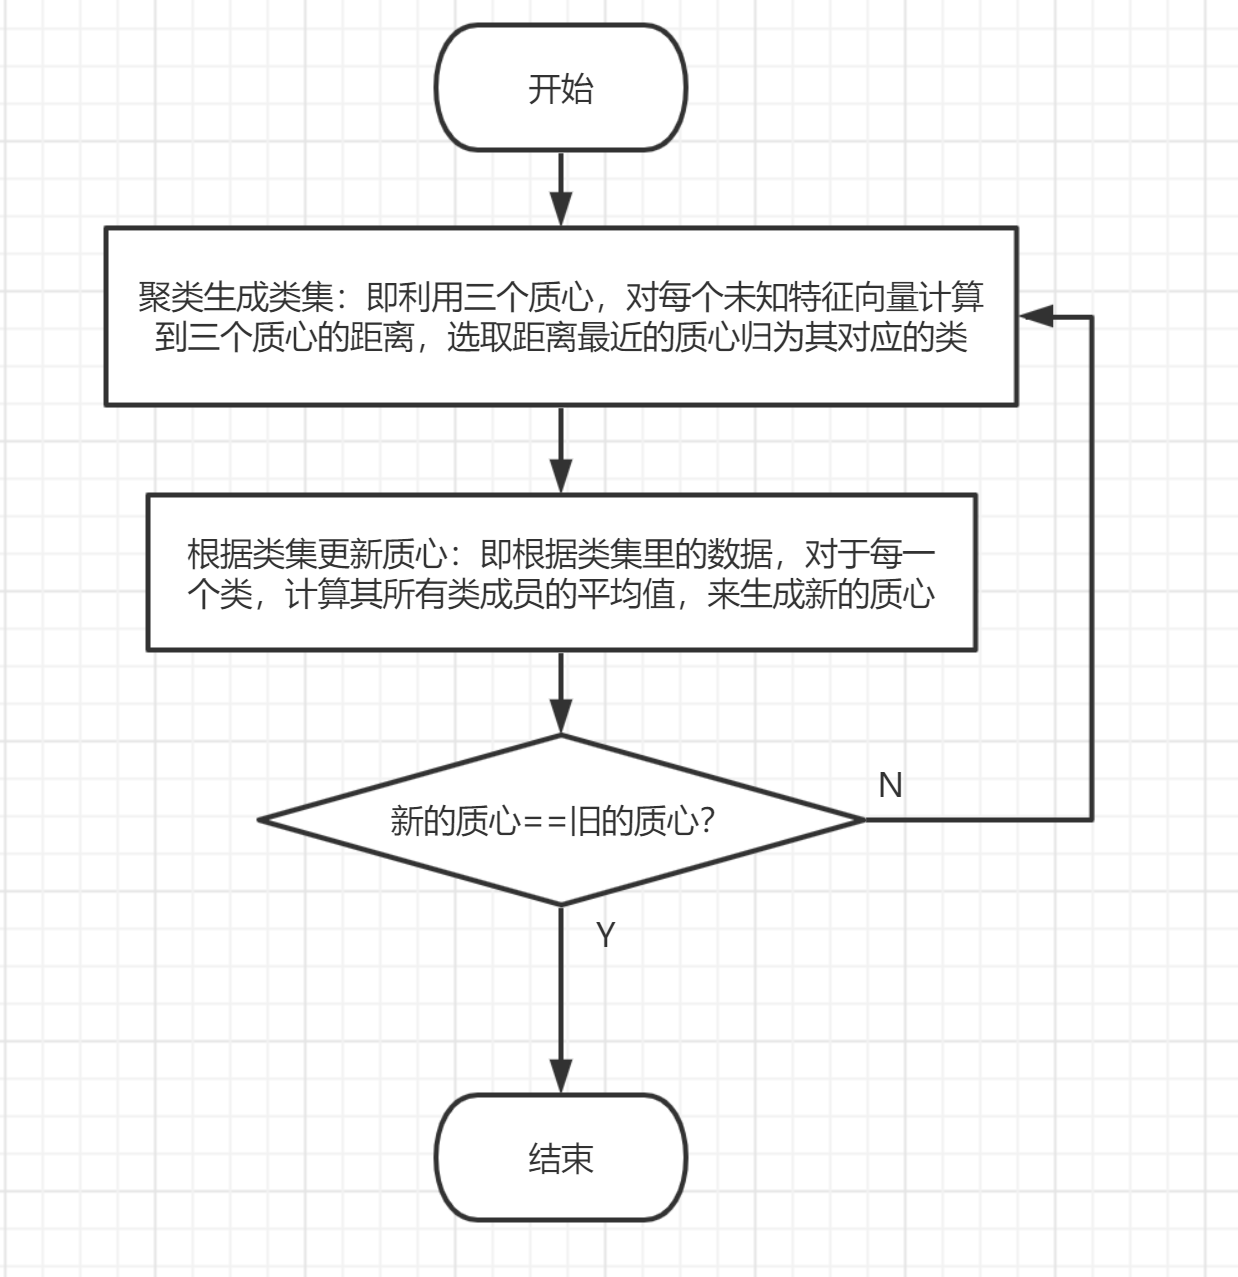 开始
聚类生成类集：即利用三个质心，对每个未知特征向量计算
到三个质心的距离，选取距离最近的质心归为其对应的类
根据类集更新质心：即根据类集里的数据，对于每一
个类，计算其所有类成员的平均值，来生成新的质心
N
新的质心==旧的质心？
Y
结束